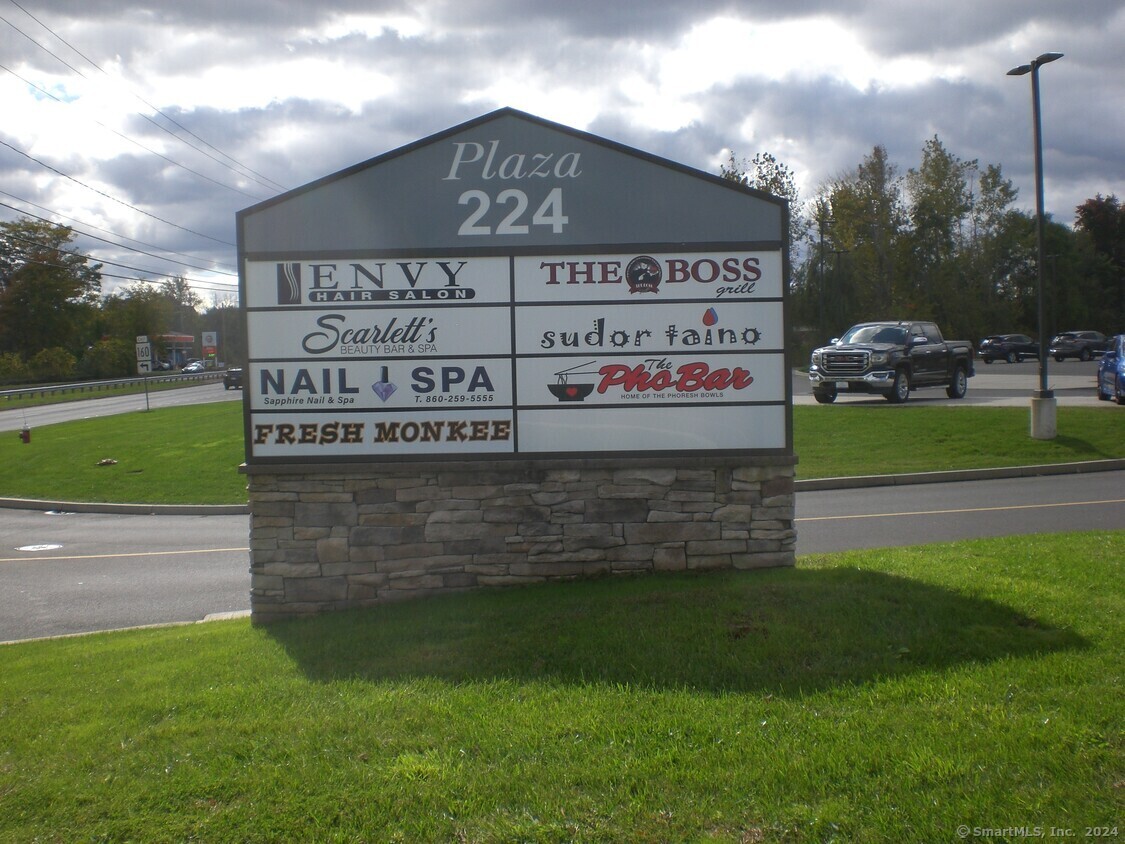 Plaza
224
ENVY
HAIR SALON
THE BOSS
grill
Scarlett's
BEAUTY BAR & SPA
sudor taino
NAIL SPA
Sapphire Nail & Spa T. 860-259-5555
The
PhoBar
HOME OF THE PHORESH BOWLS
FRESH MONKEE
160
©SmartMLS, Inc. 2024